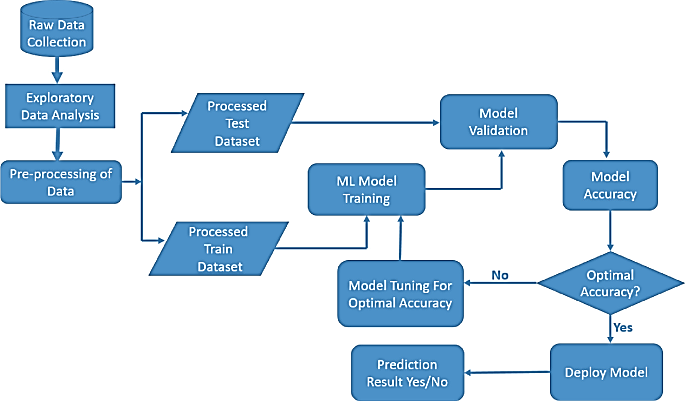 Raw Data
Collection
Exploratory
Data Analysis
Pre-processing of
Data
Processed
Test
Dataset
Processed
Train
Dataset
ML Model
Training
Model
Validation
Model
Accuracy
Optimal
Accuracy?
No
Model Tuning For
Optimal Accuracy
Yes
Deploy Model
Prediction
Result Yes/No